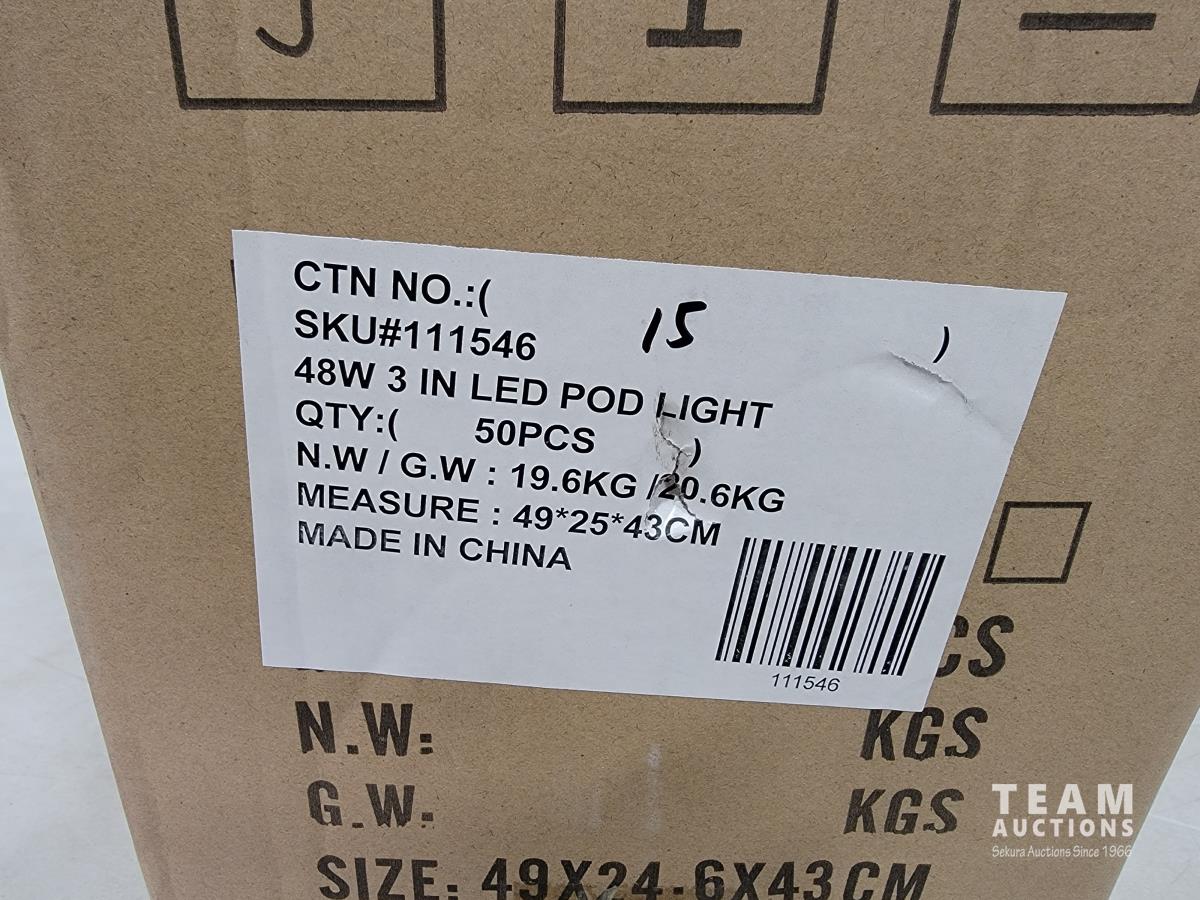 CTN NO.:( 15 )
SKU#111546
48W 3 IN LED POD LIGHT
QTY:( 50PCS )
N.W / G.W : 19.6KG /20.6KG
MEASURE : 49*25*43CM
MADE IN CHINA
111546
CS
N.W: KGS
G.W: KGS
SIZE: 49X24.6X43CM
TEAM
AUCTIONS
Sekura Auctions Since 1966